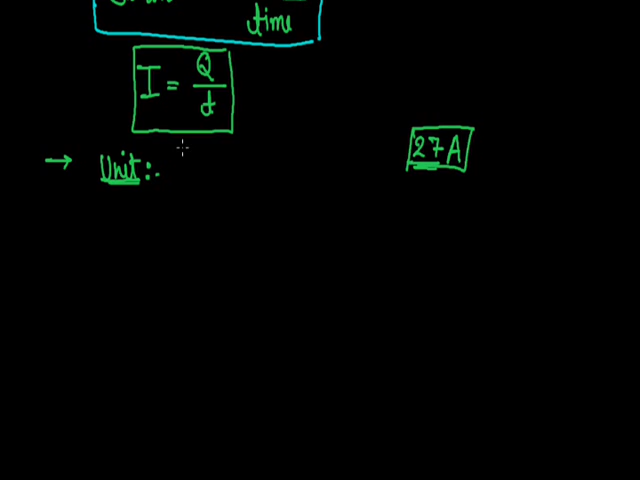 time
I = Q/t
→ Unit:-
27A